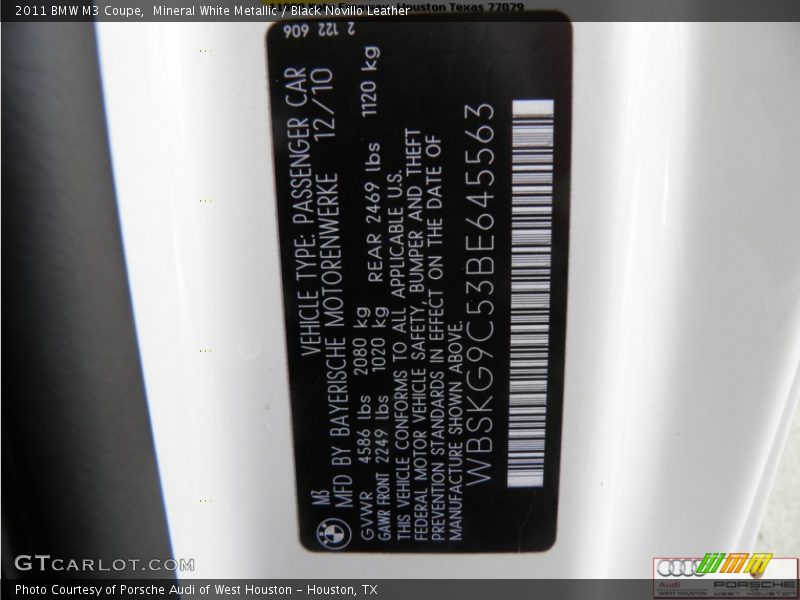 2011 BMW M3 Coupe,  Mineral White Metallic / Black Novillo Leather
Houston Texas 77079
2 122 606
VEHICLE TYPE: PASSENGER CAR
M3
MFD BY BAYERISCHE MOTORENWERKE 12/10
GVWR 4586 lbs 2080 kg
GAWR FRONT 2249 lbs 1020 kg REAR 2469 lbs 1120 kg
THIS VEHICLE CONFORMS TO ALL APPLICABLE U.S.
FEDERAL MOTOR VEHICLE SAFETY, BUMPER AND THEFT
PREVENTION STANDARDS IN EFFECT ON THE DATE OF
MANUFACTURE SHOWN ABOVE.
WBSKG9C53BE645563
GTCARLOT.COM
Audi
WEST HOUSTON
PORSCHE
WEST HOUSTON
Photo Courtesy of Porsche Audi of West Houston – Houston, TX